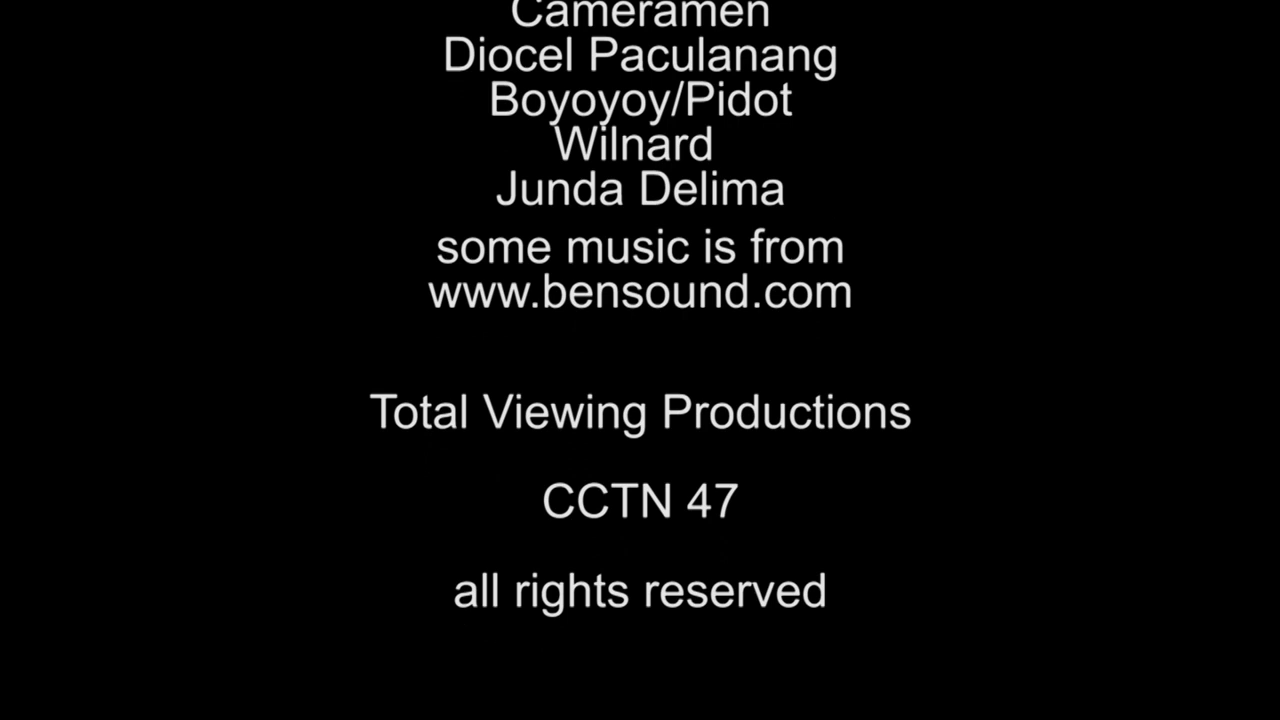 Cameramen
Diocel Paculanang
Boyoyoy/Pidot
Wilnard
Junda Delima
some music is from
www.bensound.com
Total Viewing Productions
CCTN 47
all rights reserved